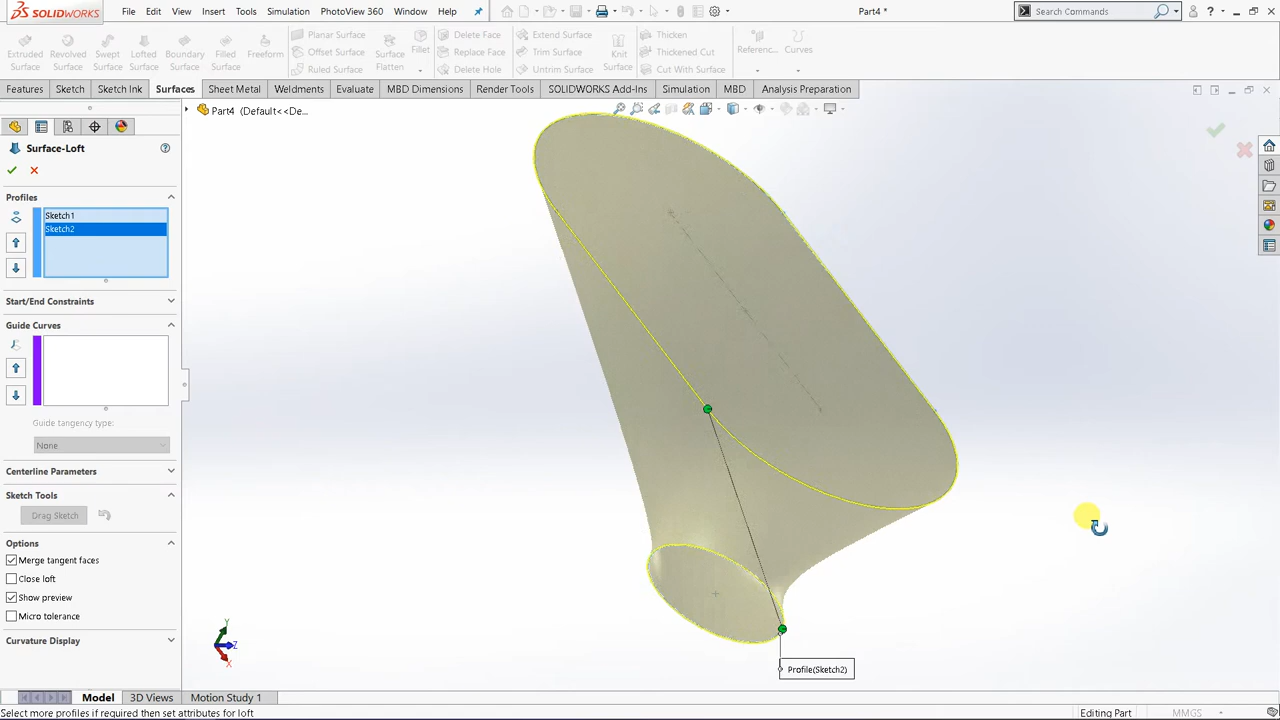 SOLIDWORKS File Edit View Insert Tools Simulation PhotoView 360 Window Help Part4 * Search Commands
Extruded Surface Revolved Surface Swept Surface Lofted Surface Boundary Surface Filled Surface Freeform
Planar Surface Offset Surface Ruled Surface
Surface Flatten Fillet
Delete Face Replace Face Delete Hole
Extend Surface Trim Surface Untrim Surface
Knit Surface
Thicken Thickened Cut Cut With Surface
Referenc... Curves
Features Sketch Sketch Ink Surfaces Sheet Metal Weldments Evaluate MBD Dimensions Render Tools SOLIDWORKS Add-Ins Simulation MBD Analysis Preparation
Part4 (Default<<De...
Surface-Loft
Profiles
Sketch1
Sketch2
Start/End Constraints
Guide Curves
Guide tangency type:
None
Centerline Parameters
Sketch Tools
Drag Sketch
Options
Merge tangent faces
Close loft
Show preview
Micro tolerance
Curvature Display
Profile(Sketch2)
Y
Z
X
Model 3D Views Motion Study 1
Select more profiles if required then set attributes for loft Editing Part MMGS